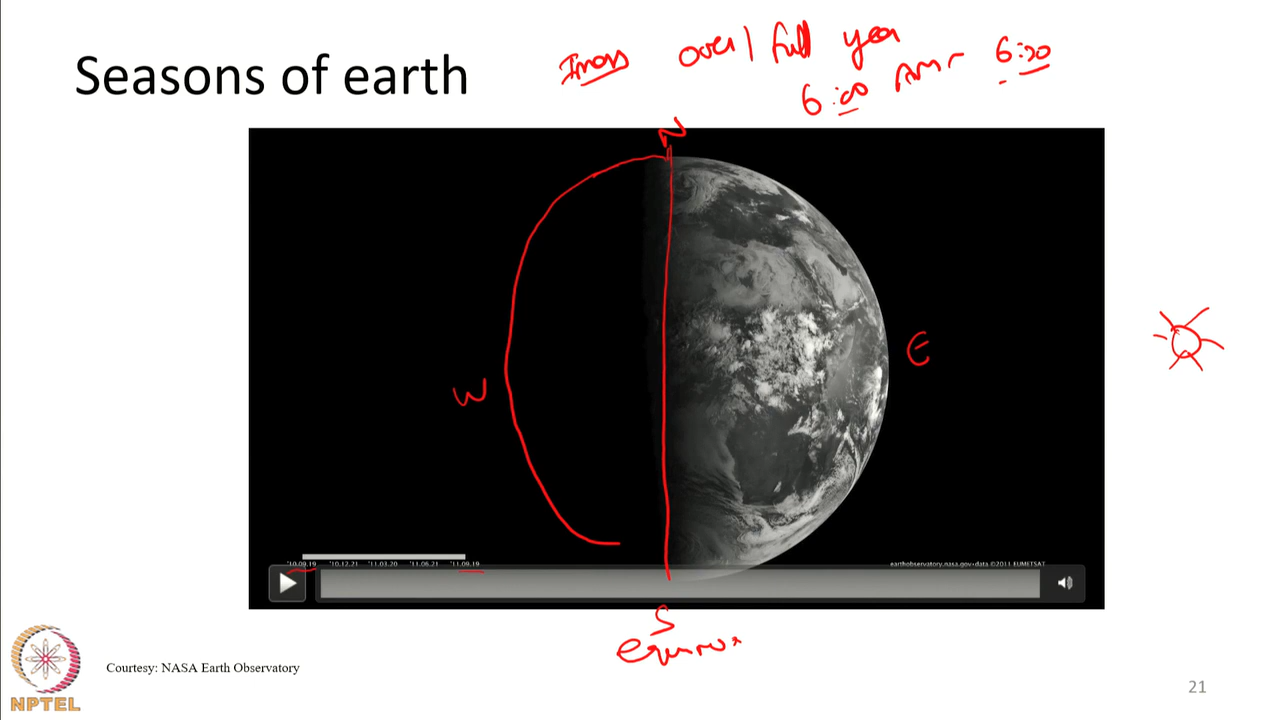 Seasons of earth
over 1 full year
6:00 AM - 6:30
N
E
W
'10.09.19 '10.12.21 '11.03.20 '11.06.21 '11.09.19
earthobservatory.nasa.gov•data ©2011 EUMETSAT
S
equinox
Courtesy: NASA Earth Observatory
NPTEL
21